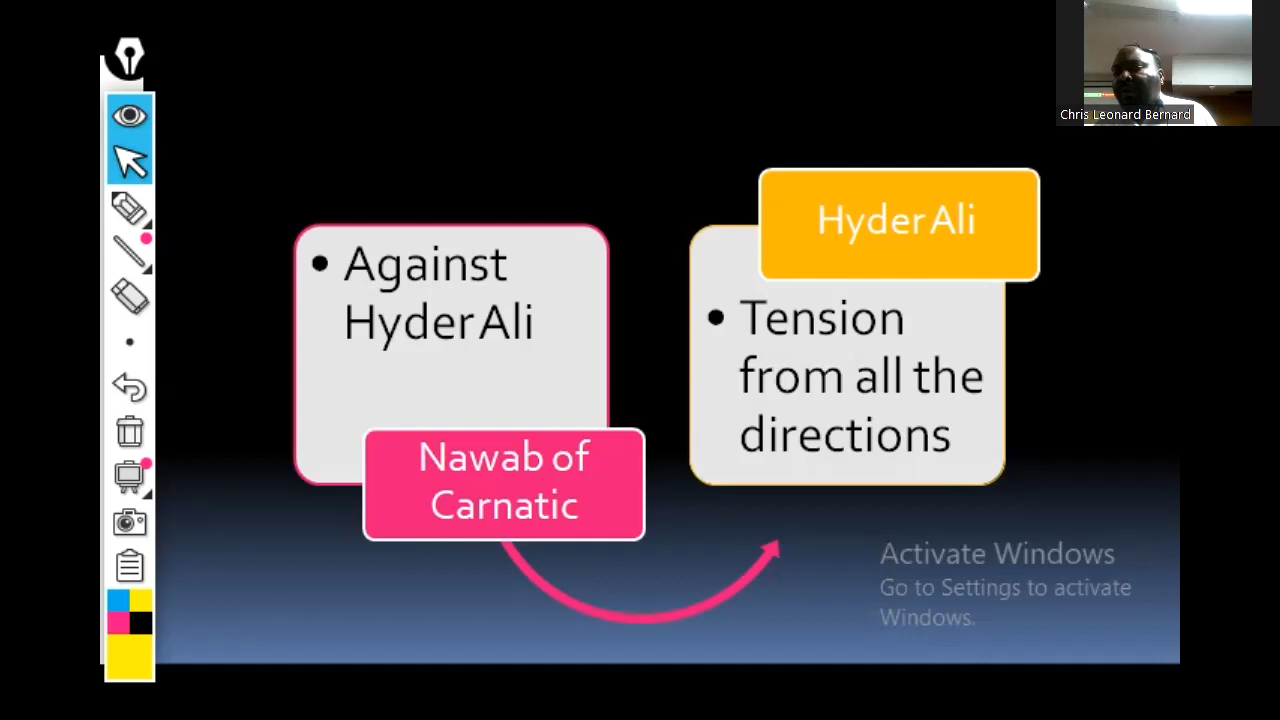 Chris Leonard Bernard
• Against
Hyder Ali
Nawab of
Carnatic
Hyder Ali
• Tension
from all the
directions
Activate Windows
Go to Settings to activate
Windows.